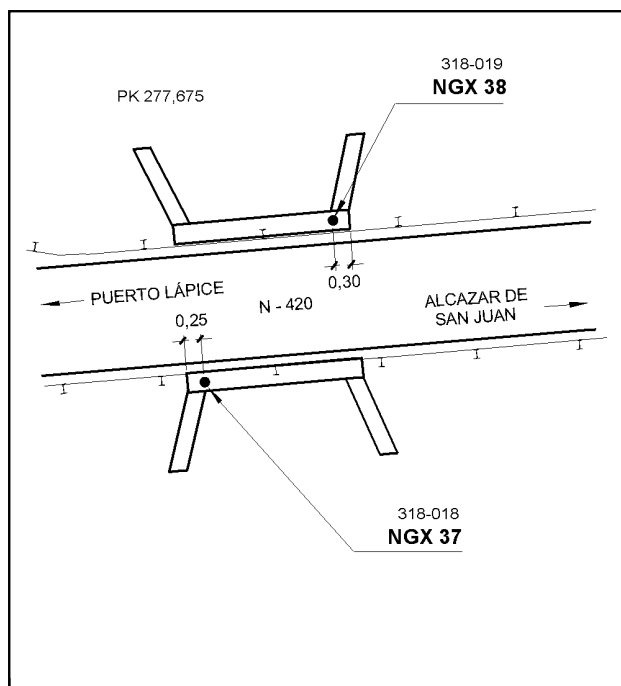 318-019
NGX 38
PK 277,675
0,30
PUERTO LÁPICE
N - 420
ALCAZAR DE
SAN JUAN
0,25
318-018
NGX 37